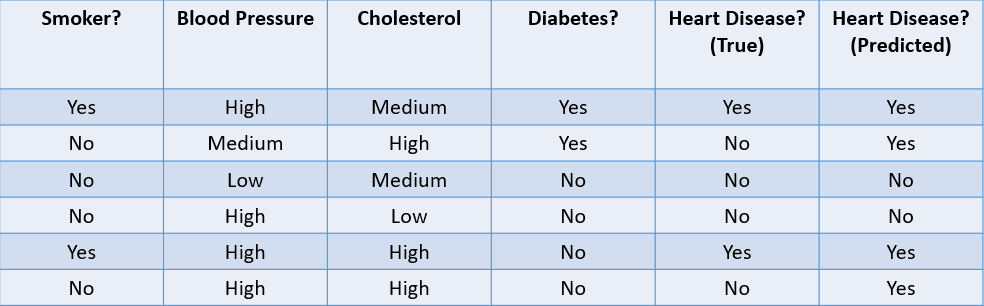 Smoker? Blood Pressure Cholesterol Diabetes? Heart Disease? Heart Disease?
(True) (Predicted)
Yes High Medium Yes Yes Yes
No Medium High Yes No Yes
No Low Medium No No No
No High Low No No No
Yes High High No Yes Yes
No High High No No Yes